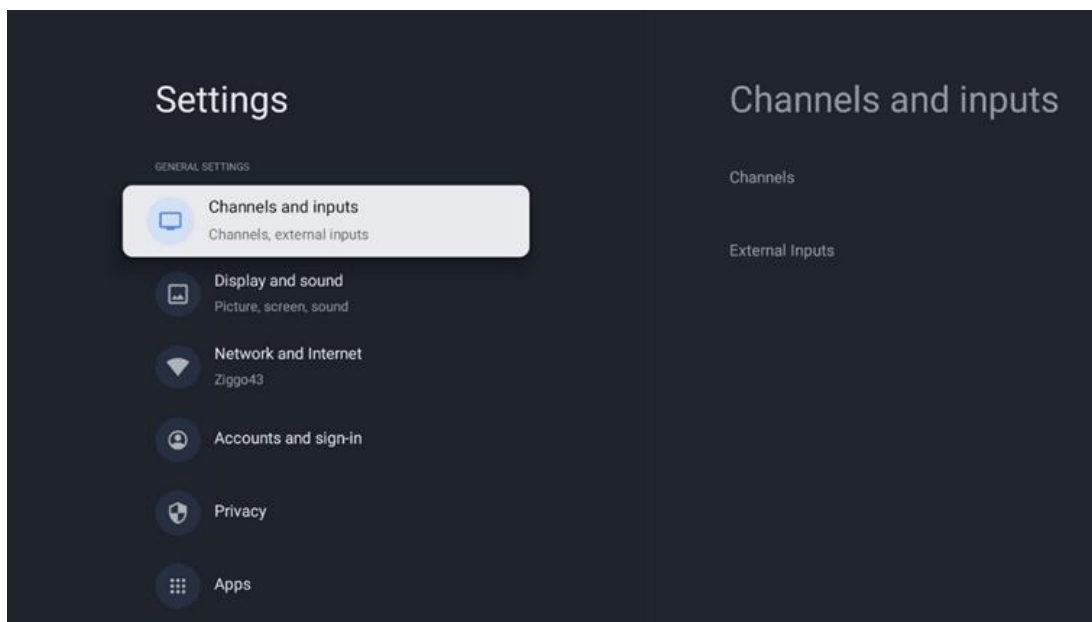 Settings
GENERAL SETTINGS
Channels and inputs
Channels, external inputs
Display and sound
Picture, screen, sound
Network and Internet
Ziggo43
Accounts and sign-in
Privacy
Apps
Channels and inputs
Channels
External Inputs